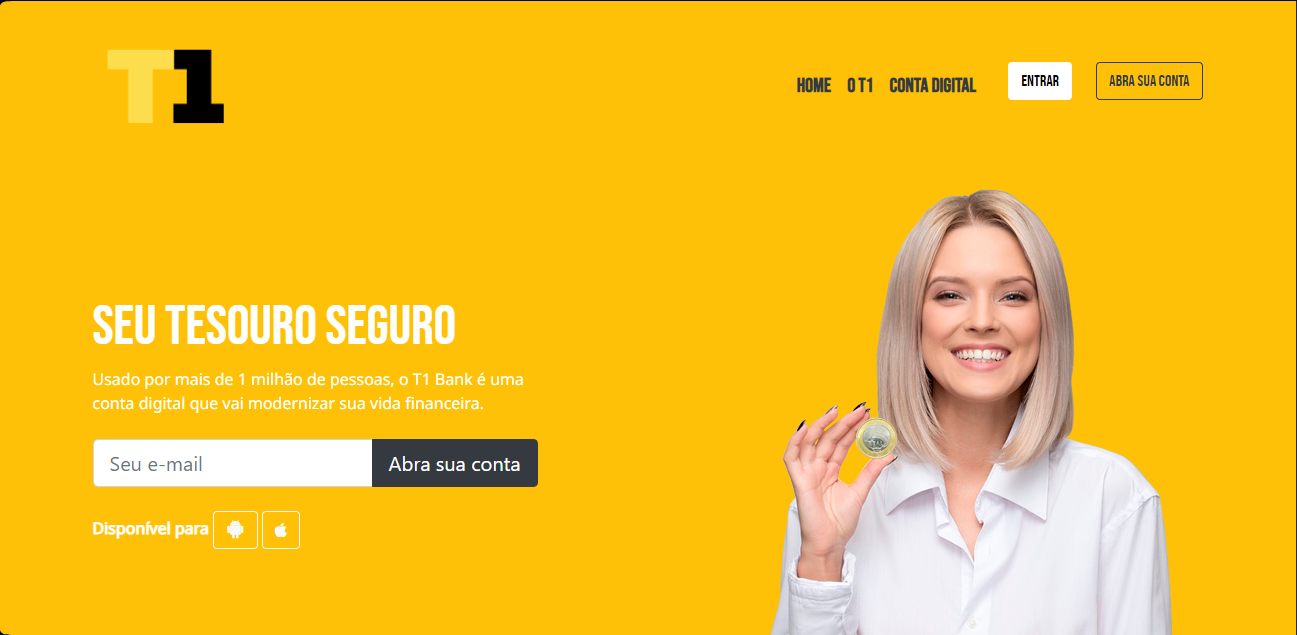 T1
HOME O T1 CONTA DIGITAL ENTRAR ABRA SUA CONTA
SEU TESOURO SEGURO
Usado por mais de 1 milhão de pessoas, o T1 Bank é uma
conta digital que vai modernizar sua vida financeira.
Seu e-mail Abra sua conta
Disponível para